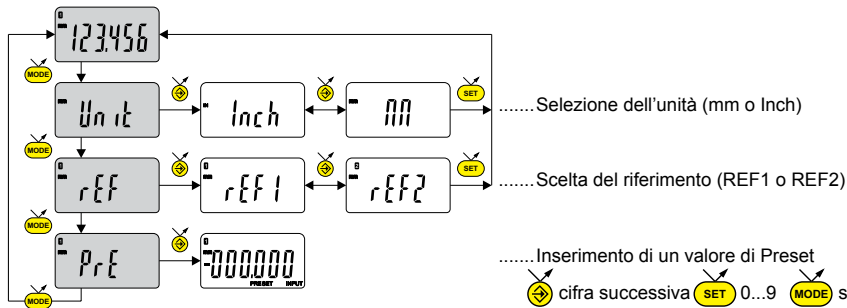 123.456
MODE
Unit Inch mm SET .......Selezione dell'unità (mm o Inch)
MODE
rEF rEF1 rEF2 SET .......Scelta del riferimento (REF1 o REF2)
MODE
PrE -000.000 PRESET INPUT .......Inserimento di un valore di Preset
MODE cifra successiva SET 0...9 MODE s